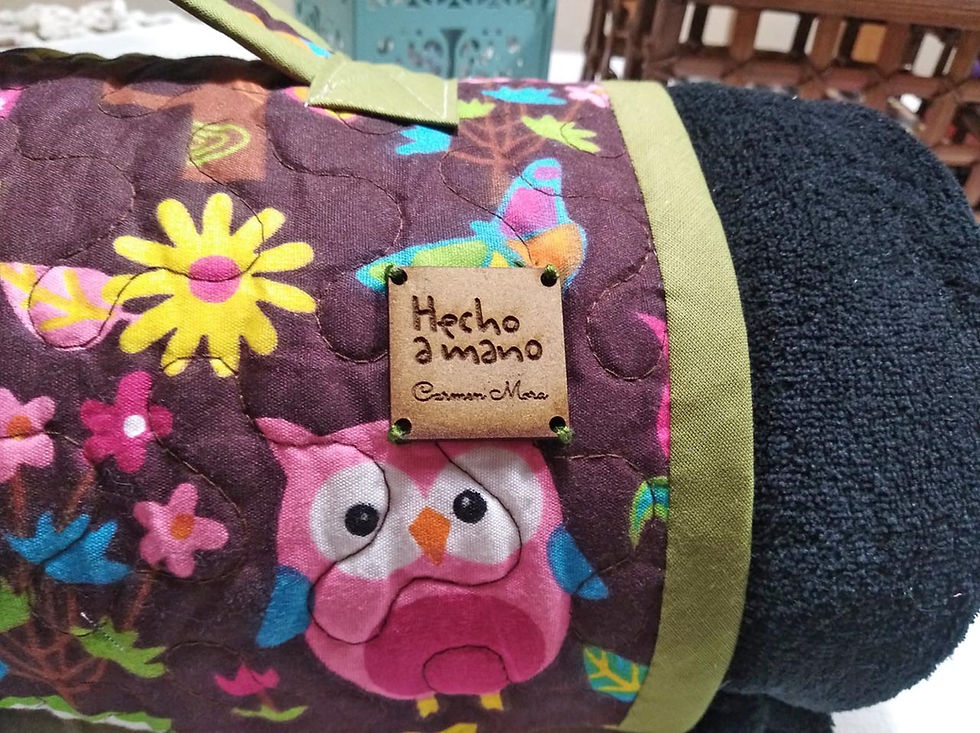 Hecho
a mano
Carmen Mora